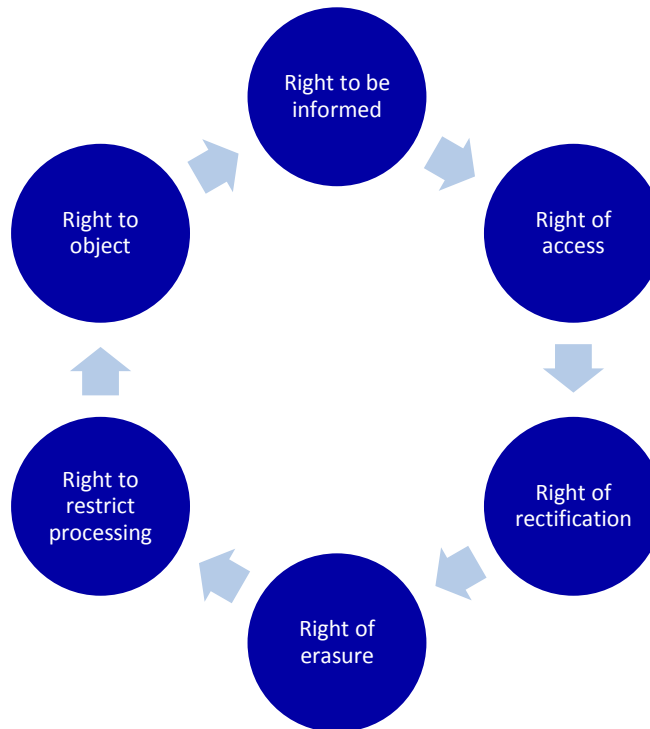 Right to be
informed
Right of
access
Right of
rectification
Right of
erasure
Right to
restrict
processing
Right to
object